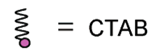 = CTAB